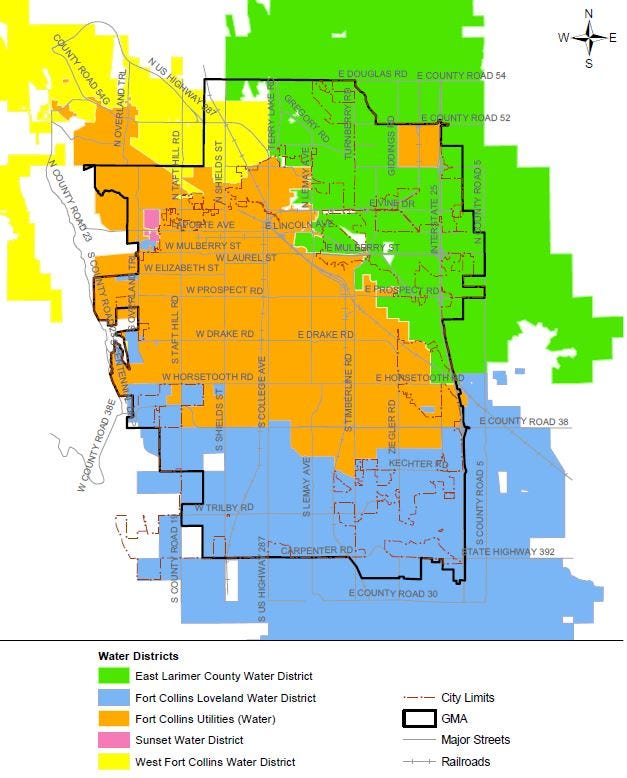 N
W E
S
COUNTY ROAD 54G
N OVERLAND TRL
N US HIGHWAY 287
N TAFT HILL RD
N SHIELDS ST
TERRY LAKE RD
GREGORY RD
E DOUGLAS RD
E COUNTY ROAD 54
TURNBERRY RD
GIDDINGS RD
E COUNTY ROAD 52
N COUNTY ROAD 23
N LEMAY AVE
E VINE DR
INTERSTATE 25
N COUNTY ROAD 5
LAPORTE AVE
E LINCOLN AVE
W MULBERRY ST
E MULBERRY ST
W LAUREL ST
W ELIZABETH ST
S OVERLAND TRL
W PROSPECT RD
E PROSPECT RD
S TAFT HILL RD
W DRAKE RD
E DRAKE RD
S COLLEGE AVE
S TIMBERLINE RD
W HORSETOOTH RD
E HORSETOOTH RD
S SHIELDS ST
ZIEGLER RD
E COUNTY ROAD 38
W COUNTY ROAD 38E
S LEMAY AVE
KECHTER RD
S COUNTY ROAD 5
W TRILBY RD
S COUNTY ROAD 19
S US HIGHWAY 287
CARPENTER RD
STATE HIGHWAY 392
E COUNTY ROAD 30
Water Districts
East Larimer County Water District
Fort Collins Loveland Water District
Fort Collins Utilities (Water)
Sunset Water District
West Fort Collins Water District
City Limits
GMA
Major Streets
Railroads